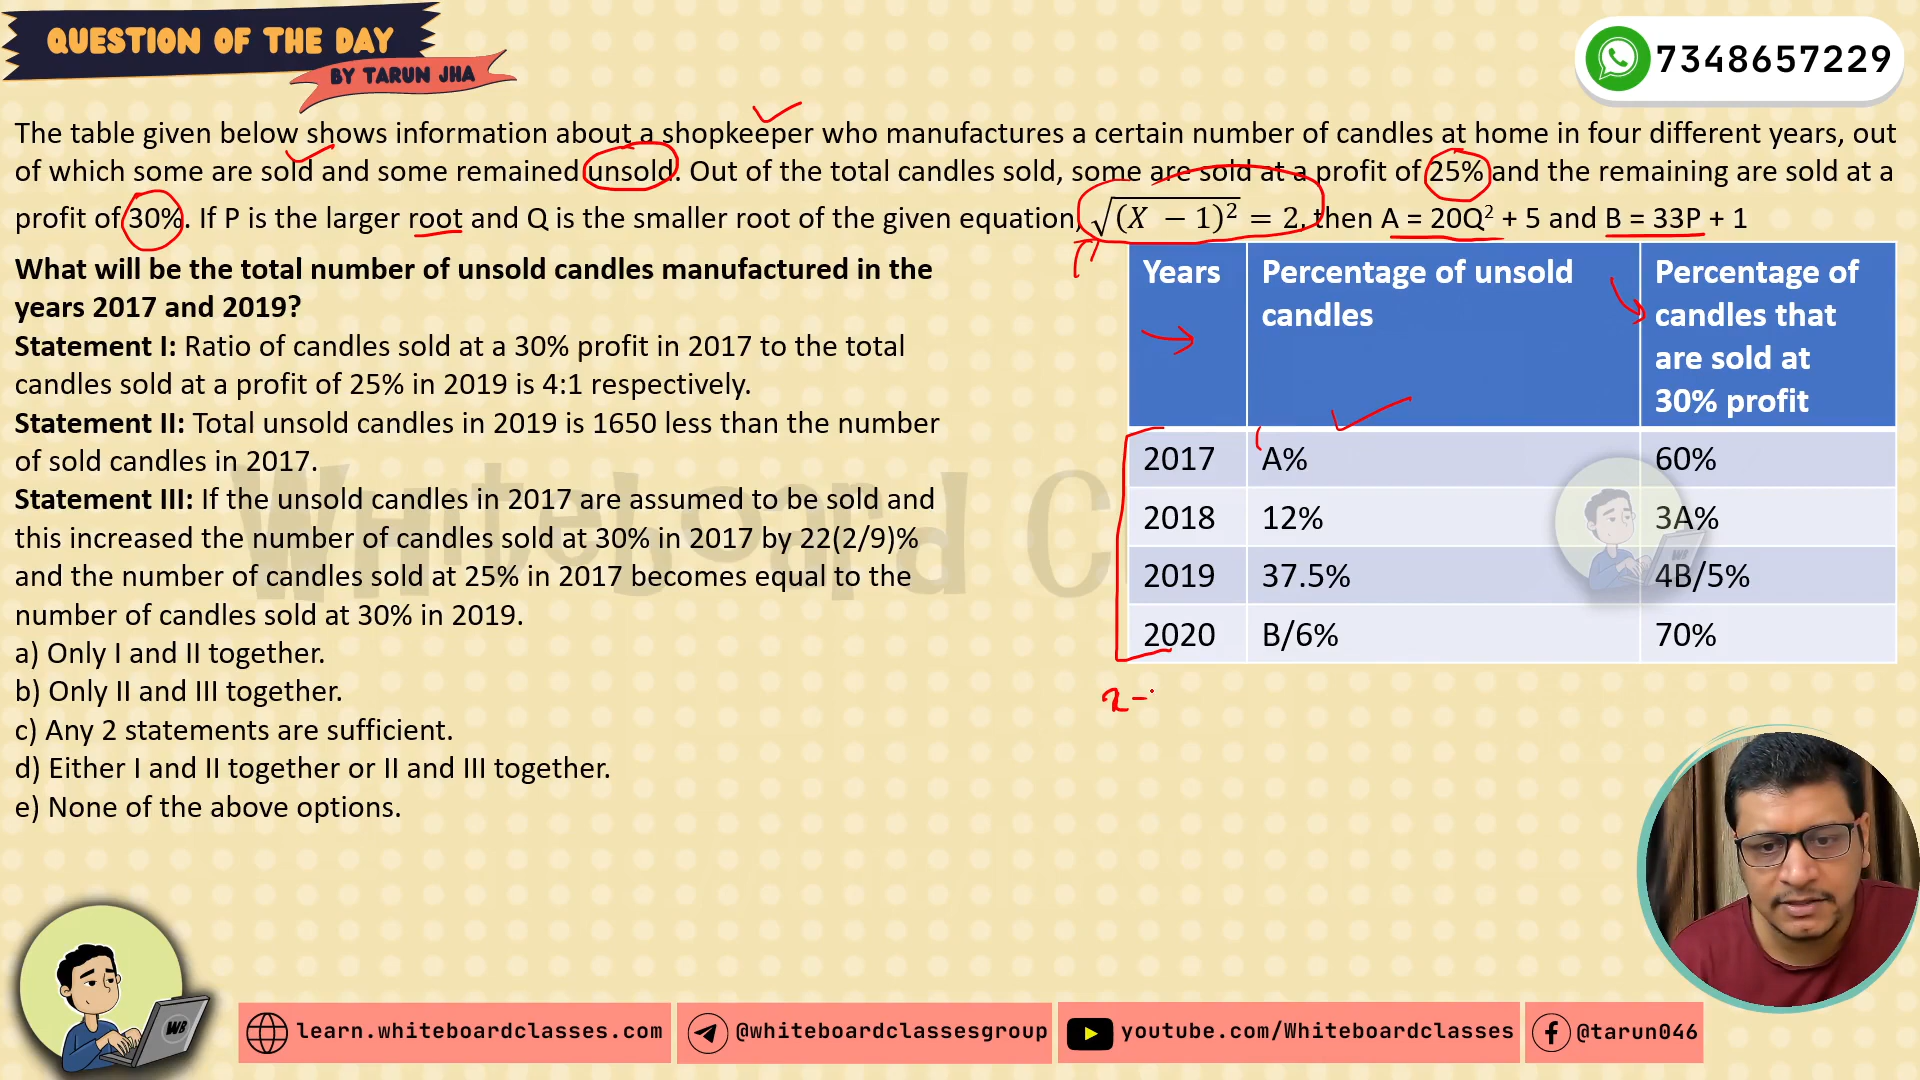 QUESTION OF THE DAY
BY TARUN JHA
7348657229
The table given below shows information about a shopkeeper who manufactures a certain number of candles at home in four different years, out
of which some are sold and some remained unsold. Out of the total candles sold, some are sold at a profit of 25% and the remaining are sold at a
profit of 30%. If P is the larger root and Q is the smaller root of the given equation, √(X − 1)² = 2, then A = 20Q² + 5 and B = 33P + 1
What will be the total number of unsold candles manufactured in the
years 2017 and 2019?
Statement I: Ratio of candles sold at a 30% profit in 2017 to the total
candles sold at a profit of 25% in 2019 is 4:1 respectively.
Statement II: Total unsold candles in 2019 is 1650 less than the number
of sold candles in 2017.
Statement III: If the unsold candles in 2017 are assumed to be sold and
this increased the number of candles sold at 30% in 2017 by 22(2/9)%
and the number of candles sold at 25% in 2017 becomes equal to the
number of candles sold at 30% in 2019.
a) Only I and II together.
b) Only II and III together.
c) Any 2 statements are sufficient.
d) Either I and II together or II and III together.
e) None of the above options.
Years Percentage of unsold candles Percentage of candles that are sold at 30% profit
2017 A% 60%
2018 12% 3A%
2019 37.5% 4B/5%
2020 B/6% 70%
Whiteboard C
WB
WB
learn.whiteboardclasses.com
@whiteboardclassesgroup
youtube.com/Whiteboardclasses
@tarun046